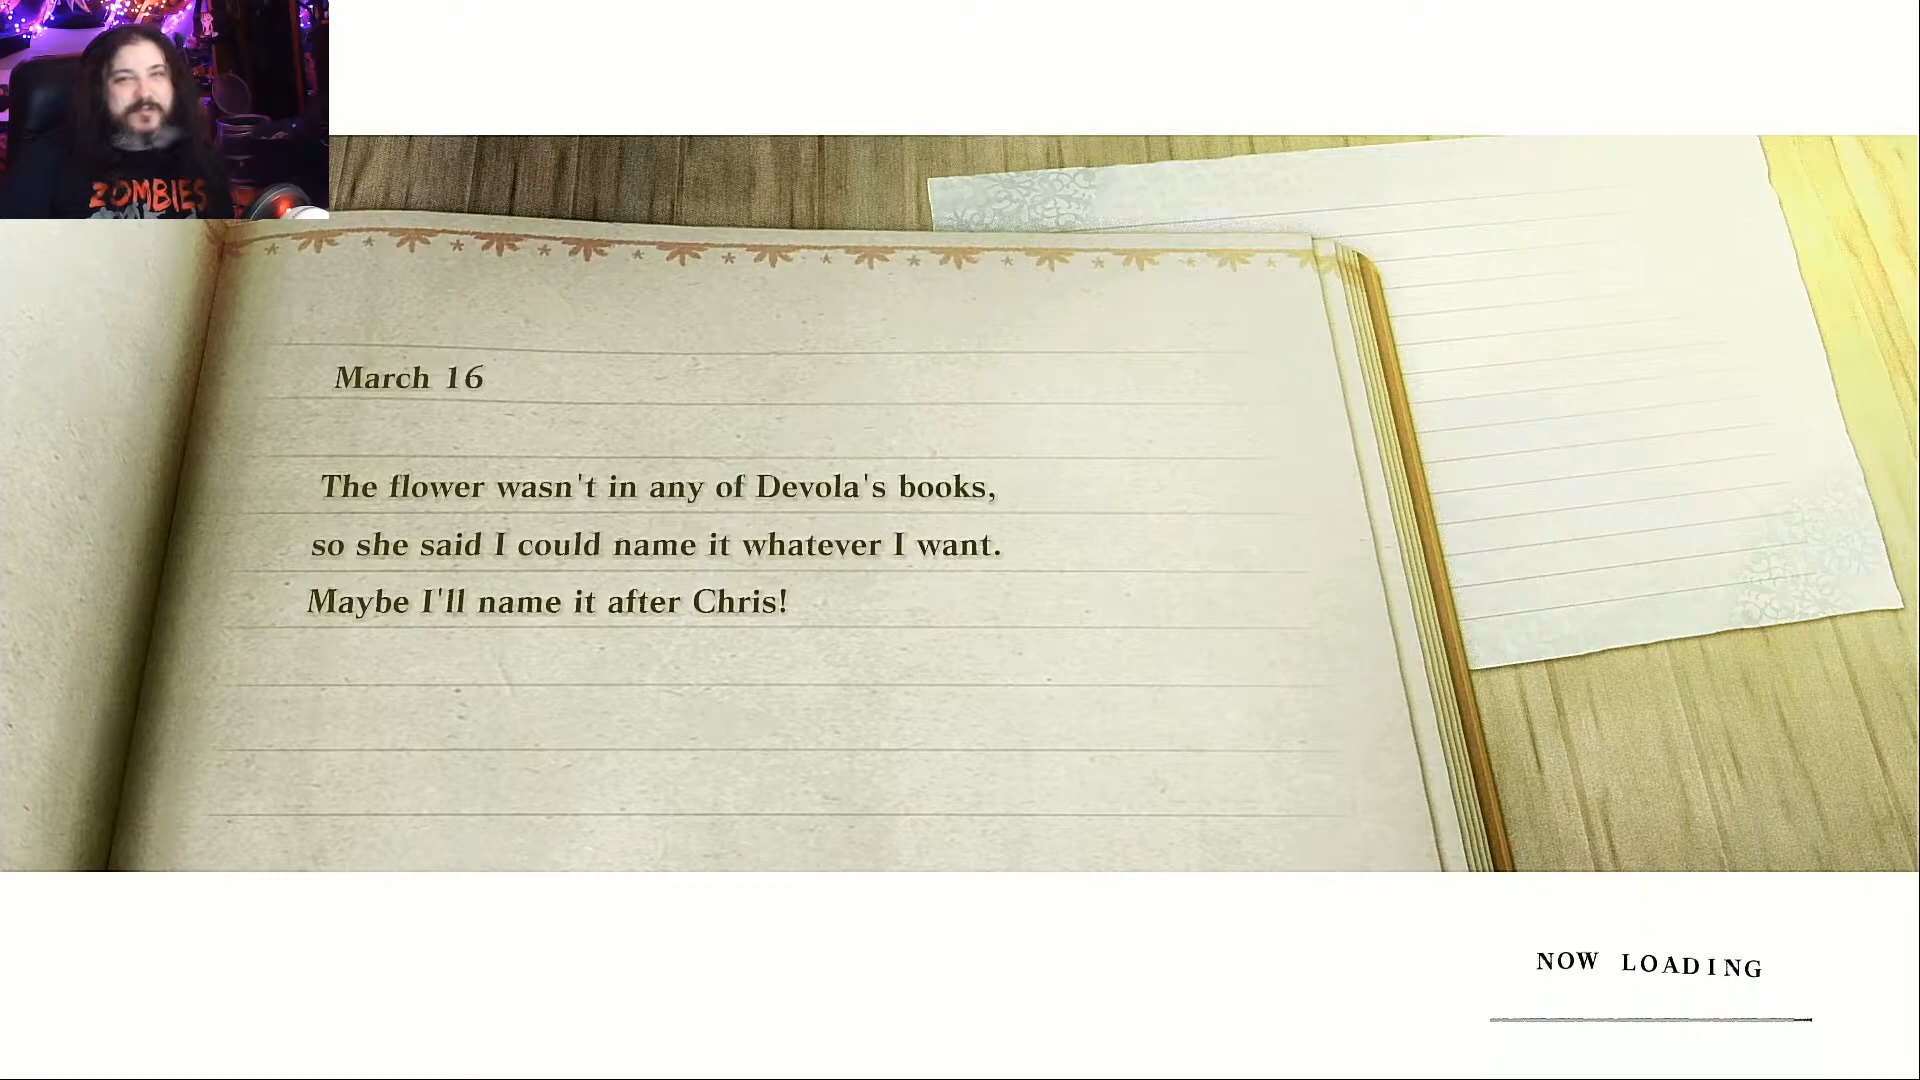 ZOMBIES
March 16
The flower wasn't in any of Devola's books,
so she said I could name it whatever I want.
Maybe I'll name it after Chris!
NOW LOADING